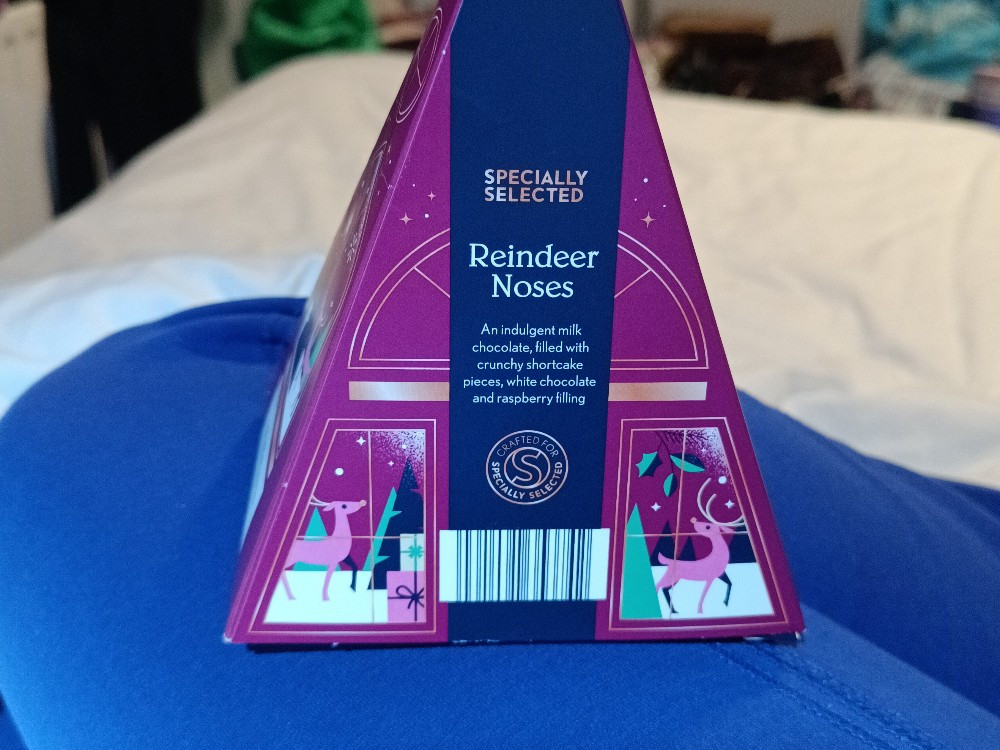 SPECIALLY
SELECTED
Reindeer
Noses
An indulgent milk
chocolate, filled with
crunchy shortcake
pieces, white chocolate
and raspberry filling
CRAFTED FOR
S
SPECIALLY SELECTED